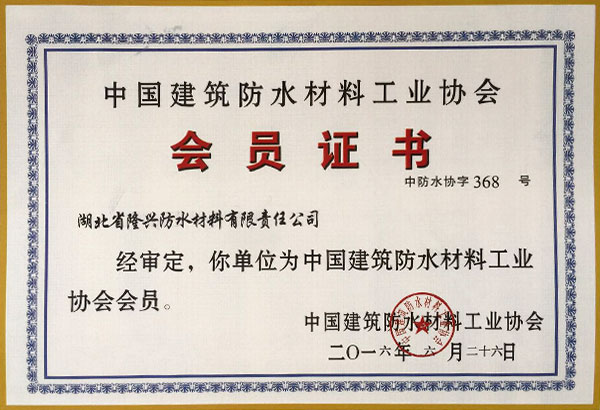 中国建筑防水材料工业协会
会员证书
中防水协字368 号
湖北省隆兴防水材料有限责任公司
经审定，你单位为中国建筑防水材料工业
协会会员。
中国建筑防水材料工业协会
二〇一六年 六 月二十六日